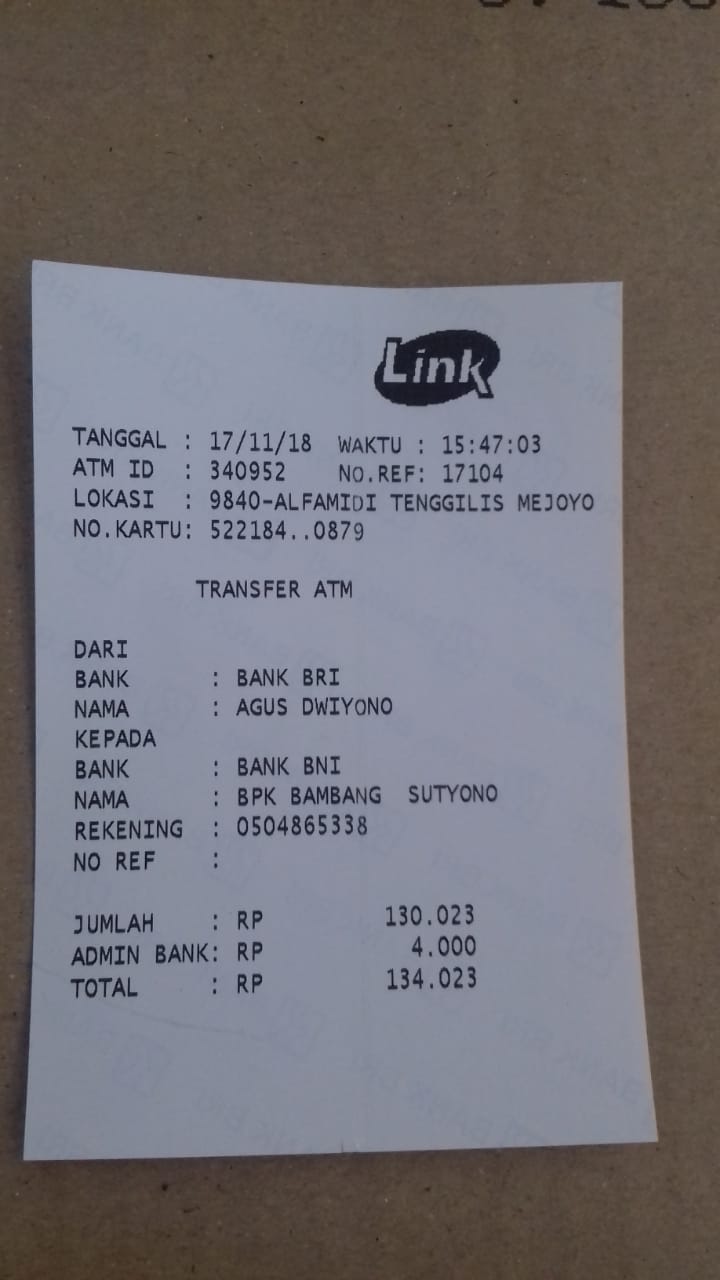 Link
TANGGAL : 17/11/18 WAKTU : 15:47:03
ATM ID : 340952 NO.REF: 17104
LOKASI : 9840-ALFAMIDI TENGGILIS MEJOYO
NO.KARTU: 522184..0879
TRANSFER ATM
DARI
BANK : BANK BRI
NAMA : AGUS DWIYONO
KEPADA
BANK : BANK BNI
NAMA : BPK BAMBANG SUTYONO
REKENING : 0504865338
NO REF :
JUMLAH : RP 130.023
ADMIN BANK: RP 4.000
TOTAL : RP 134.023